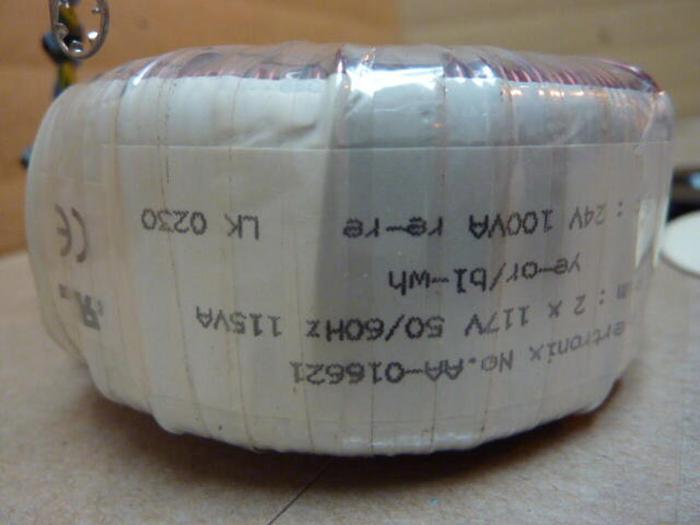 ertronix No.AA-016621
m : 2 x 117V 50/60Hz 115VA
ye-or/bl-wh
: 24V 100VA re-re LK 0230
CE